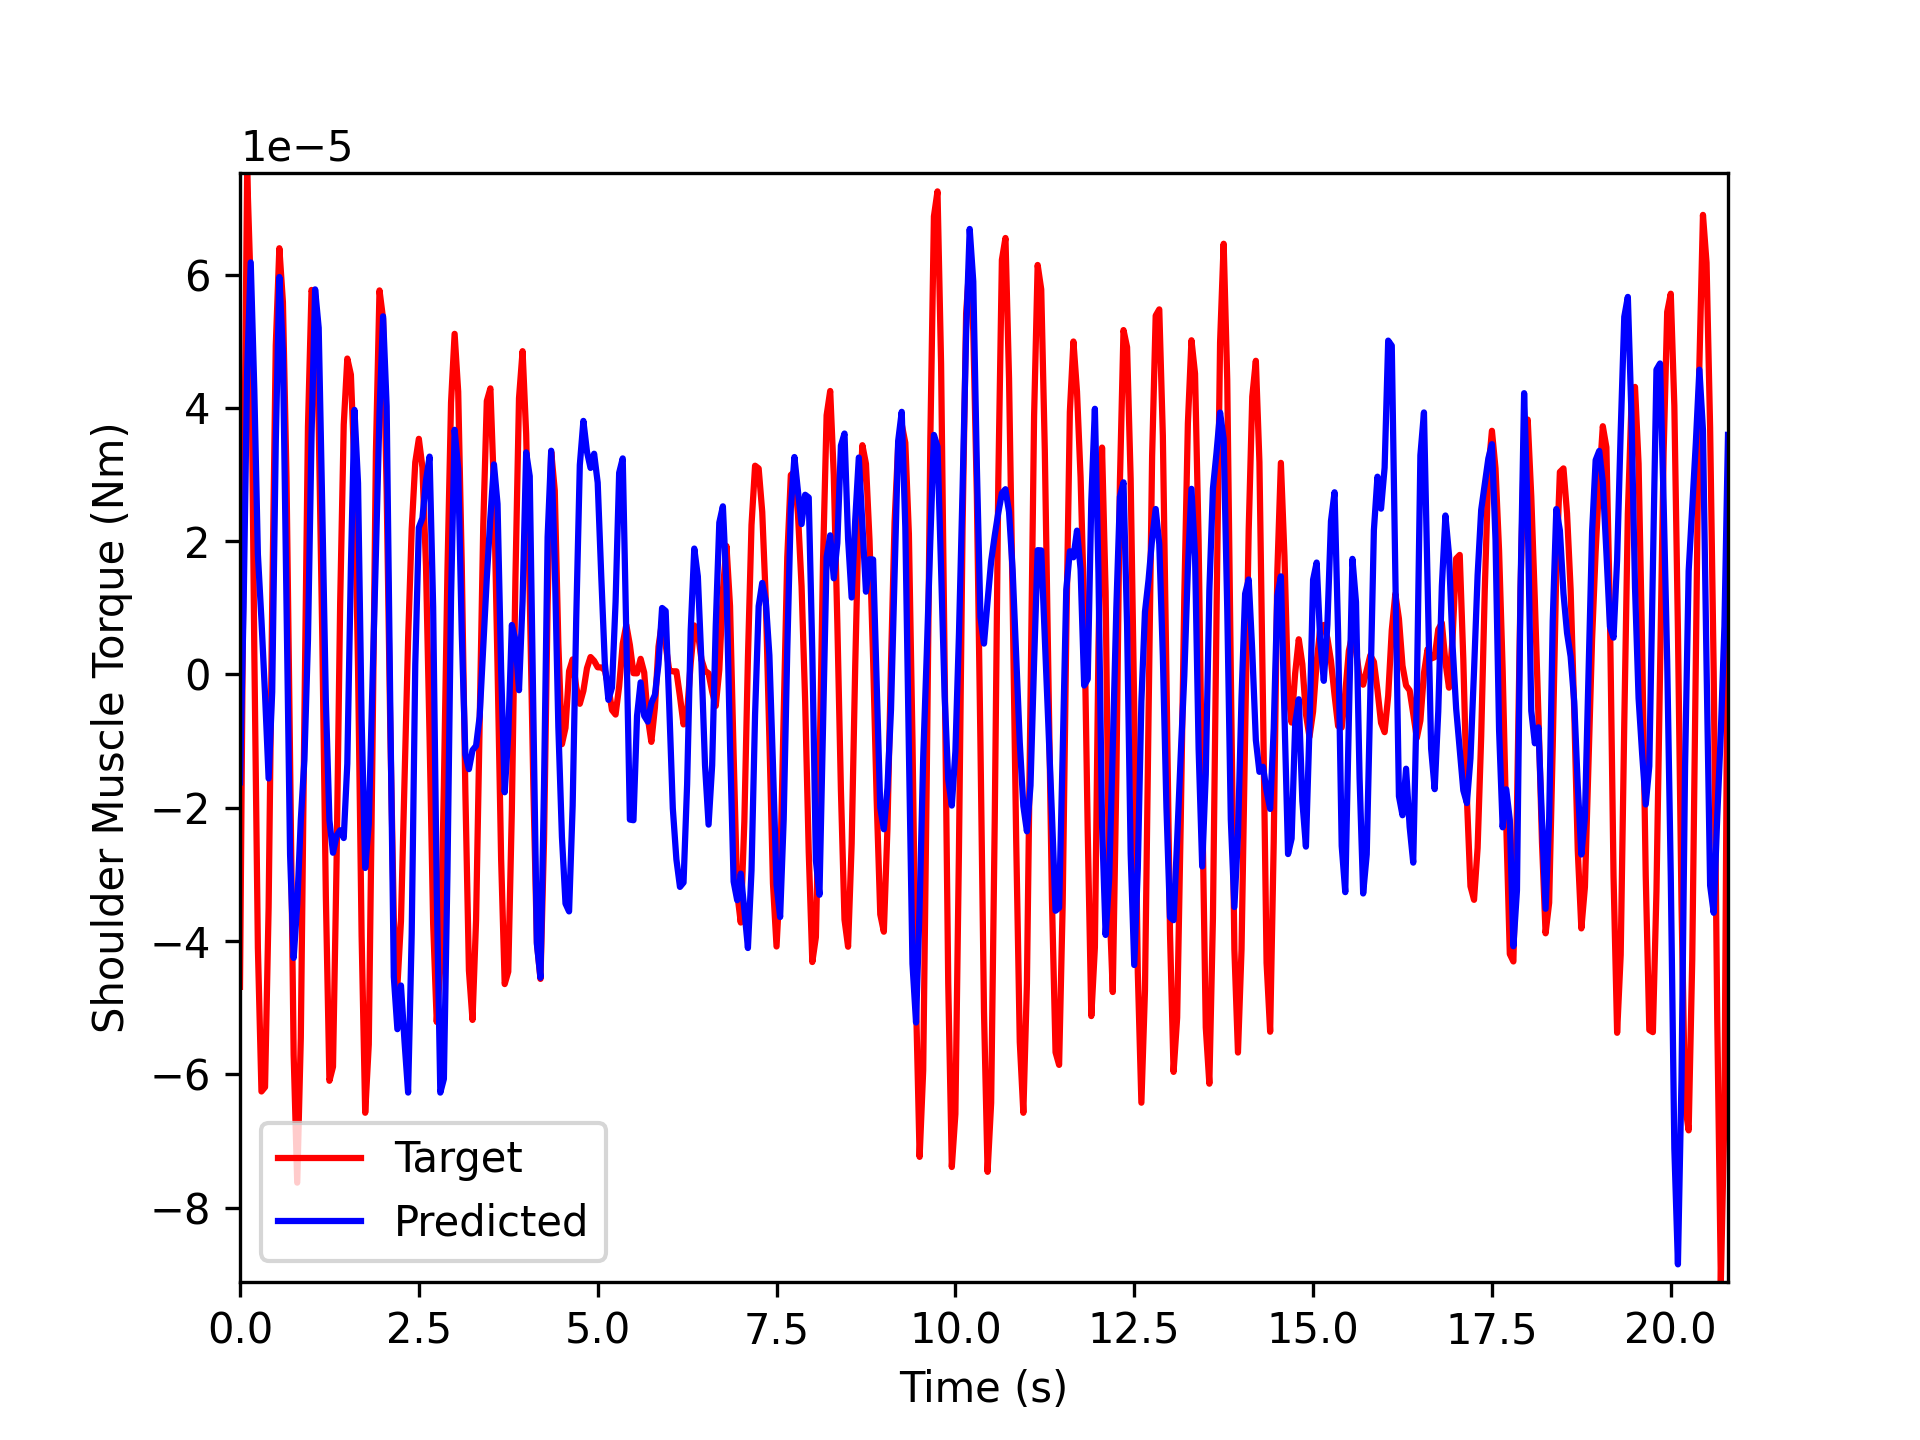 1e−5
Shoulder Muscle Torque (Nm)
6
4
2
0
−2
−4
−6
−8
Target
Predicted
0.0 2.5 5.0 7.5 10.0 12.5 15.0 17.5 20.0
Time (s)